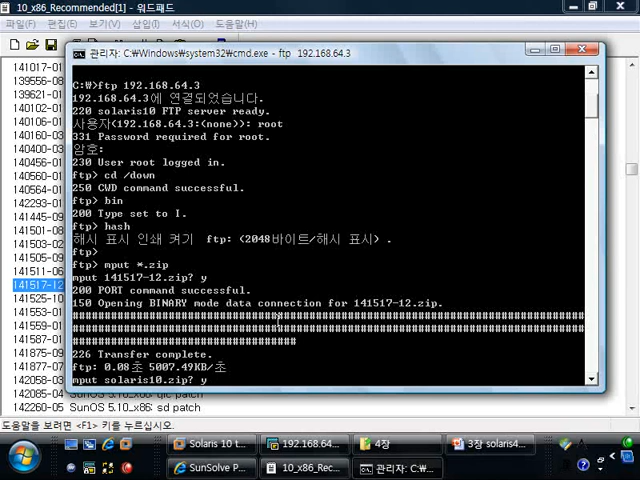 10_x86_Recommended[1] - 워드패드
파일(F) 편집(E) 보기(V) 삽입(I) 서식(O) 도움말(H)
관리자: C:\Windows\system32\cmd.exe - ftp 192.168.64.3
141017-01
139556-08
139621-01
140102-01
140106-01
140160-03
140456-01
140564-01
142293-01
141445-09
141501-03
141503-02
141511-06
141517-12
141525-10
141553-01
141559-01
141875-09
141877-07
142058-03
142085-04 SunOS 5.10_x86: qlc patch
142260-05 SunOS 5.10_x86: sd patch
C:\>ftp 192.168.64.3
192.168.64.3에 연결되었습니다.
220 solaris10 FTP server ready.
사용자(192.168.64.3:(none)): root
331 Password required for root.
암호:
230 User root logged in.
ftp> cd /down
250 CWD command successful.
ftp> bin
200 Type set to I.
ftp> hash
해시 표시 인쇄 켜기 ftp: (2048바이트/해시 표시) .
ftp>
ftp> mput *.zip
mput 141517-12.zip? y
200 PORT command successful.
150 Opening BINARY mode data connection for 141517-12.zip.
226 Transfer complete.
ftp: 0.08초 5007.49KB/초
mput solaris10.zip? y
도움말을 보려면 <F1> 키를 누르십시오.
Solaris 10 t...
192.168.64....
4장
3장 solaris4...
SunSolve P...
10_x86_Rec...
관리자: C:\...